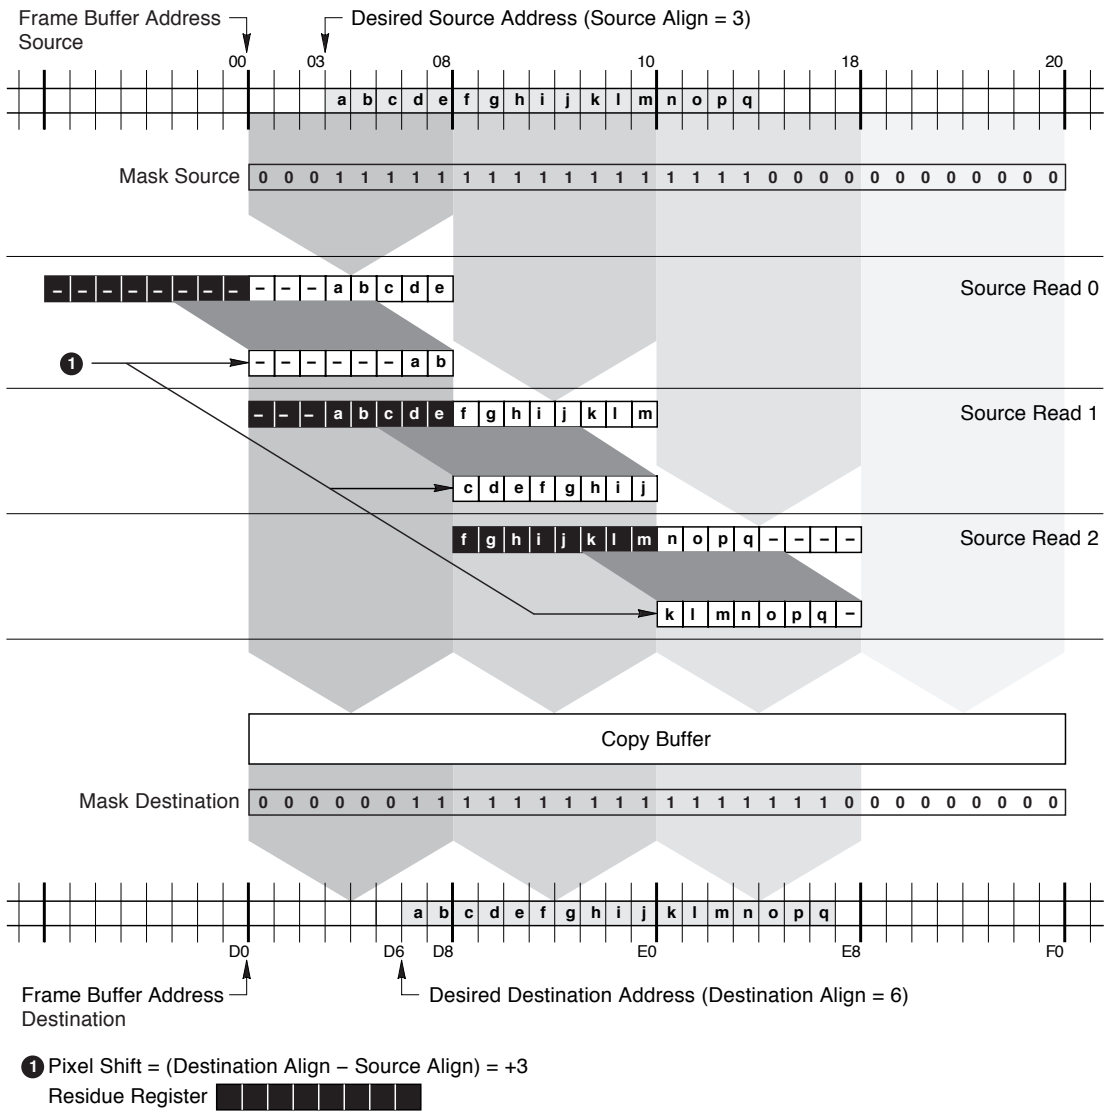 Frame Buffer Address Desired Source Address (Source Align = 3)
Source
00 03 08 10 18 20
a b c d e f g h i j k l m n o p q
Mask Source 0 0 0 1 1 1 1 1 1 1 1 1 1 1 1 1 1 1 1 1 0 0 0 0 0 0 0 0 0 0 0 0
– – – – – – – – – – – a b c d e Source Read 0
1 – – – – – – a b
– – – a b c d e f g h i j k l m Source Read 1
c d e f g h i j
f g h i j k l m n o p q – – – – Source Read 2
k l m n o p q –
Copy Buffer
Mask Destination 0 0 0 0 0 0 1 1 1 1 1 1 1 1 1 1 1 1 1 1 1 1 1 0 0 0 0 0 0 0 0 0
a b c d e f g h i j k l m n o p q
D0 D6 D8 E0 E8 F0
Frame Buffer Address Desired Destination Address (Destination Align = 6)
Destination
1 Pixel Shift = (Destination Align – Source Align) = +3
Residue Register